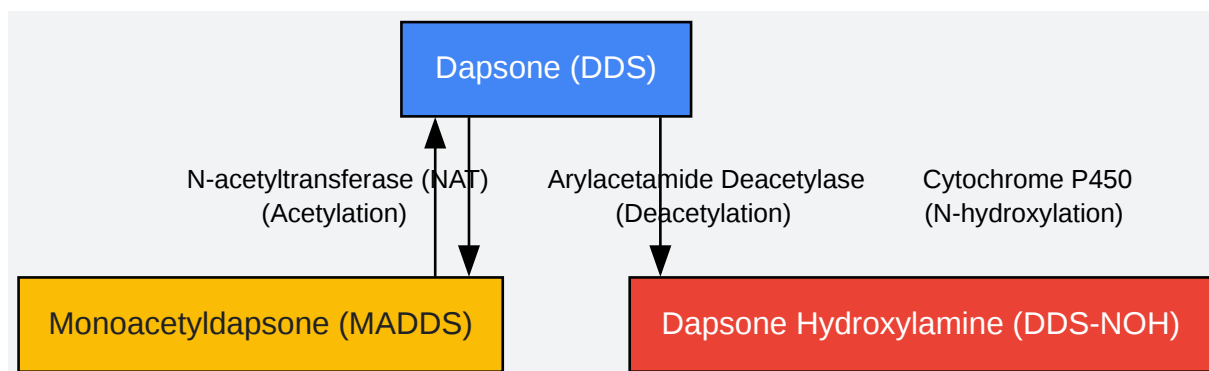 Dapsone (DDS)
N-acetyltransferase (NAT)
(Acetylation)
Arylacetamide Deacetylase
(Deacetylation)
Cytochrome P450
(N-hydroxylation)
Monoacetyldapsone (MADDS)
Dapsone Hydroxylamine (DDS-NOH)